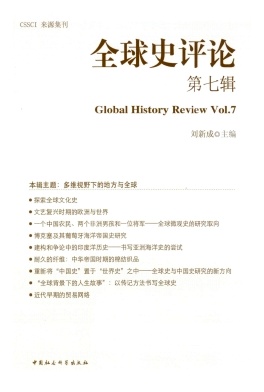 CSSCI 来源集刊
全球史评论
第七辑
Global History Review Vol.7
刘新成◎主编
本辑主题：多维视野下的地方与全球
● 探索全球文化史
● 文艺复兴时期的欧洲与世界
● 一个中国农民、两个非洲男孩和一位将军——全球微观史的研究取向
● 博克塞及其葡萄牙海洋帝国史研究
● 建构和争论中的印度洋历史——书写亚洲海洋史的尝试
● 耐久的纤维：中华帝国时期的棉纺织品
● 重新将“中国史”置于“世界史”之中——全球史与中国史研究的新方向
● “全球背景下的人生故事”：以传记方法书写全球史
● 近代早期的贸易网络
中国社会科学出版社